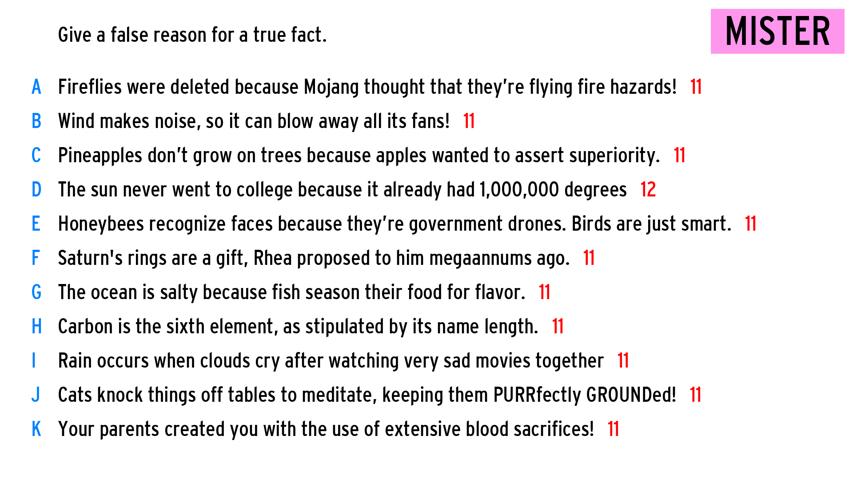 Give a false reason for a true fact.
MISTER
A Fireflies were deleted because Mojang thought that they're flying fire hazards! 11
B Wind makes noise, so it can blow away all its fans! 11
C Pineapples don't grow on trees because apples wanted to assert superiority. 11
D The sun never went to college because it already had 1,000,000 degrees 12
E Honeybees recognize faces because they're government drones. Birds are just smart. 11
F Saturn's rings are a gift, Rhea proposed to him megaannums ago. 11
G The ocean is salty because fish season their food for flavor. 11
H Carbon is the sixth element, as stipulated by its name length. 11
I Rain occurs when clouds cry after watching very sad movies together 11
J Cats knock things off tables to meditate, keeping them PURRfectly GROUNDed! 11
K Your parents created you with the use of extensive blood sacrifices! 11